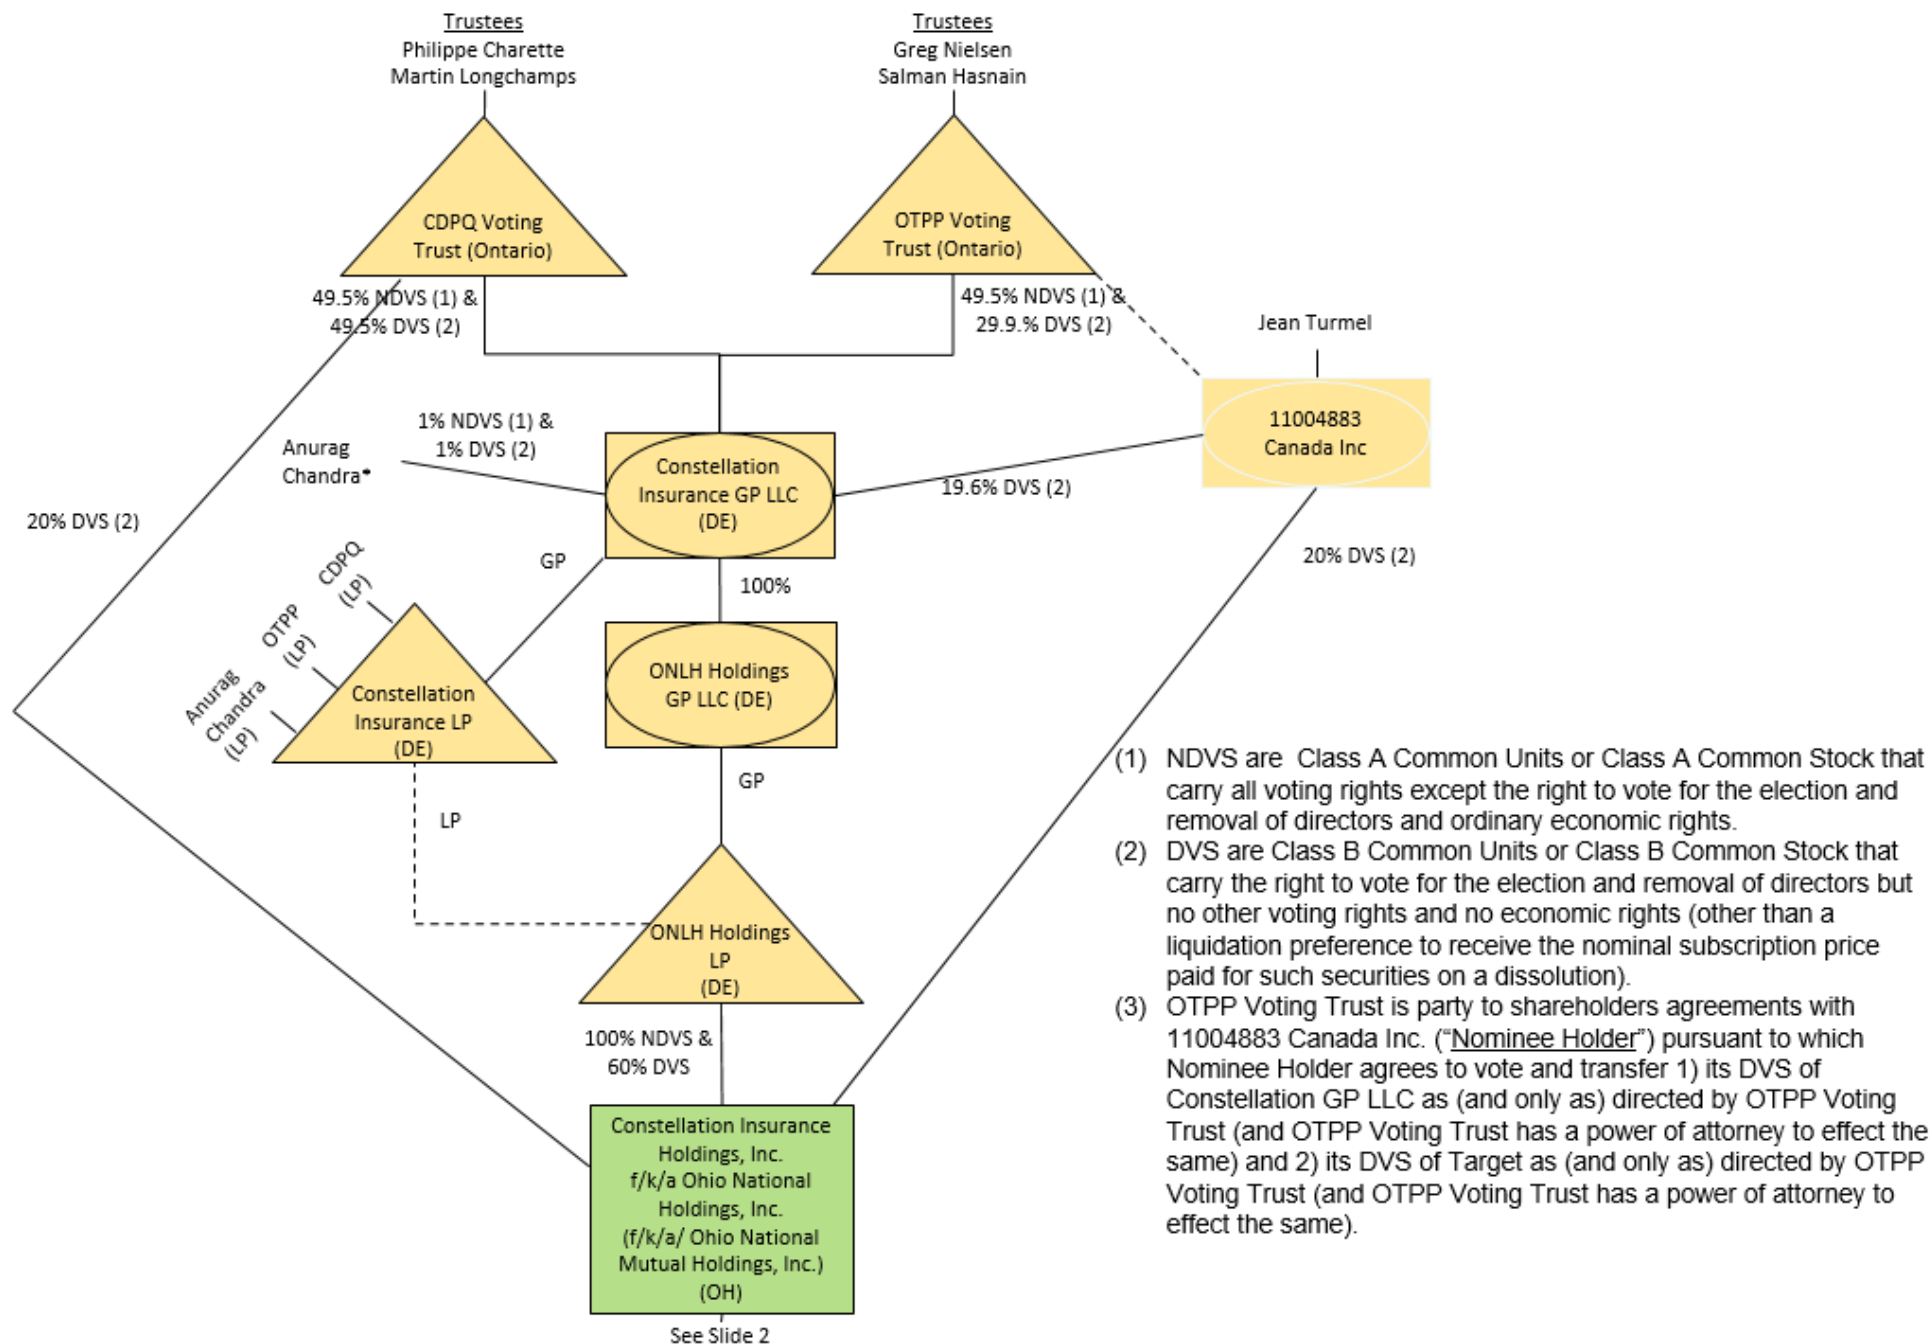 Trustees
Philippe Charette
Martin Longchamps
Trustees
Greg Nielsen
Salman Hasnain
CDPQ Voting
Trust (Ontario)
OTPP Voting
Trust (Ontario)
49.5% NDVS (1) &
49.5% DVS (2)
49.5% NDVS (1) &
29.9.% DVS (2)
Jean Turmel
11004883
Canada Inc
1% NDVS (1) &
1% DVS (2)
Anurag
Chandra*
Constellation
Insurance GP LLC
(DE)
19.6% DVS (2)
20% DVS (2)
20% DVS (2)
GP
100%
CDPQ
(LP)
OTPP
(LP)
Anurag
Chandra
(LP)
Constellation
Insurance LP
(DE)
ONLH Holdings
GP LLC (DE)
GP
LP
ONLH Holdings
LP
(DE)
100% NDVS &
60% DVS
Constellation Insurance
Holdings, Inc.
f/k/a Ohio National
Holdings, Inc.
(f/k/a/ Ohio National
Mutual Holdings, Inc.)
(OH)
See Slide 2
(1) NDVS are Class A Common Units or Class A Common Stock that
carry all voting rights except the right to vote for the election and
removal of directors and ordinary economic rights.
(2) DVS are Class B Common Units or Class B Common Stock that
carry the right to vote for the election and removal of directors but
no other voting rights and no economic rights (other than a
liquidation preference to receive the nominal subscription price
paid for such securities on a dissolution).
(3) OTPP Voting Trust is party to shareholders agreements with
11004883 Canada Inc. (“Nominee Holder”) pursuant to which
Nominee Holder agrees to vote and transfer 1) its DVS of
Constellation GP LLC as (and only as) directed by OTPP Voting
Trust (and OTPP Voting Trust has a power of attorney to effect the
same) and 2) its DVS of Target as (and only as) directed by OTPP
Voting Trust (and OTPP Voting Trust has a power of attorney to
effect the same).